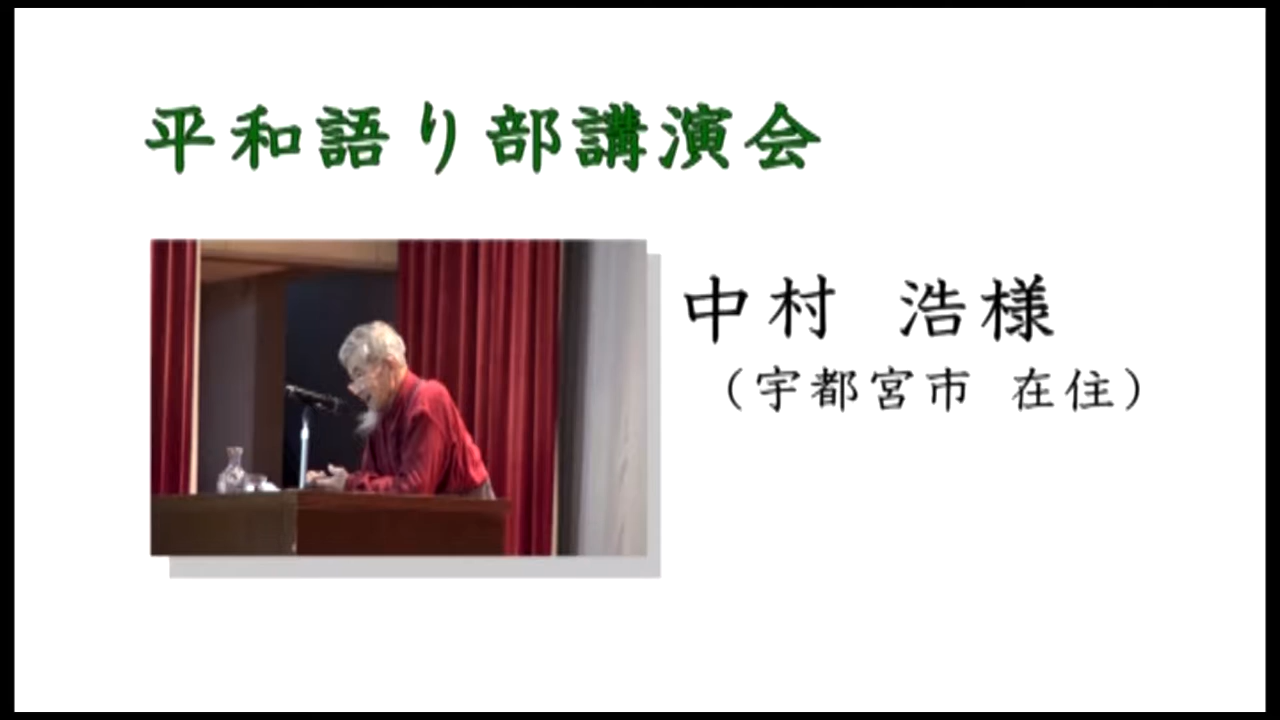 平和語り部講演会
中村 浩様
（宇都宮市 在住）